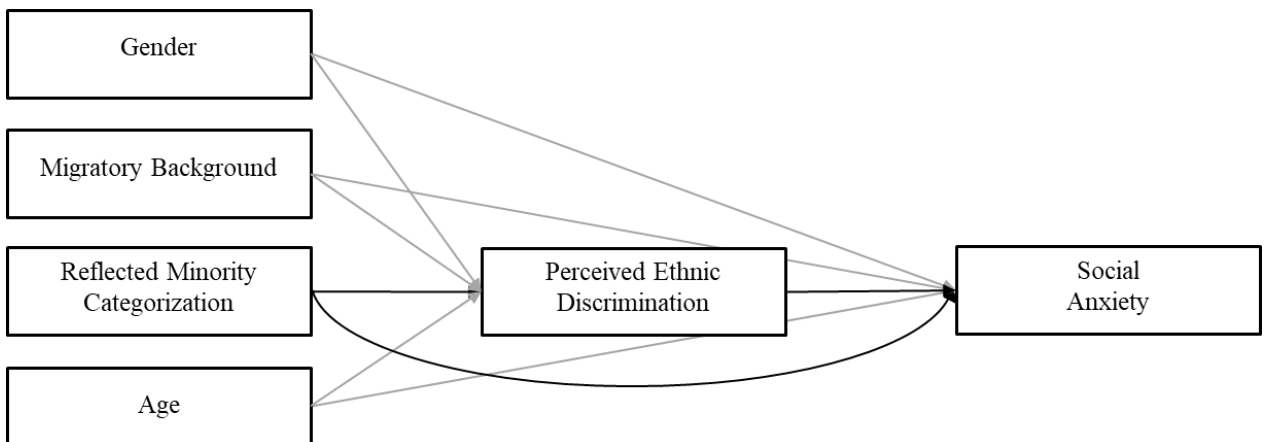 Gender
Migratory Background
Reflected Minority
Categorization
Perceived Ethnic
Discrimination
Social
Anxiety
Age